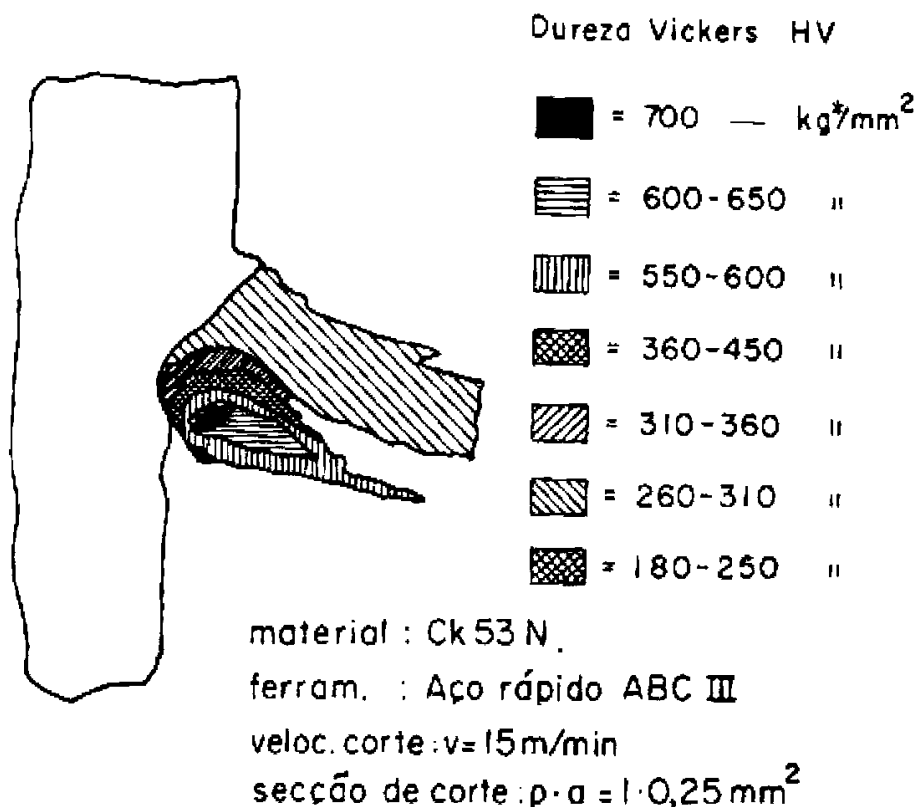 Dureza Vickers HV
= 700 — kg*/mm²
= 600-650 "
= 550-600 "
= 360-450 "
= 310-360 "
= 260-310 "
= 180-250 "
material : Ck 53 N.
ferram. : Aço rápido ABC III
veloc. corte : v= 15 m/min
secção de corte : p·a = 1·0,25 mm²